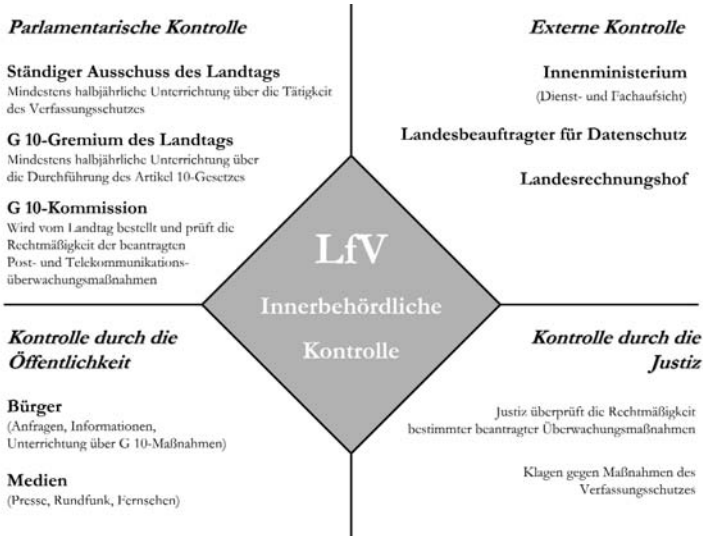 Parlamentarische Kontrolle
Ständiger Ausschuss des Landtags
Mindestens halbjährliche Unterrichtung über die Tätigkeit
des Verfassungsschutzes
G 10-Gremium des Landtags
Mindestens halbjährliche Unterrichtung über
die Durchführung des Artikel 10-Gesetzes
G 10-Kommission
Wird vom Landtag bestellt und prüft die
Rechtmäßigkeit der beantragten
Post- und Telekommunikations-
überwachungsmaßnahmen
Externe Kontrolle
Innenministerium
(Dienst- und Fachaufsicht)
Landesbeauftragter für Datenschutz
Landesrechnungshof
LfV
Innerbehördliche
Kontrolle
Kontrolle durch die
Öffentlichkeit
Bürger
(Anfragen, Informationen,
Unterrichtung über G 10-Maßnahmen)
Medien
(Presse, Rundfunk, Fernsehen)
Kontrolle durch die
Justiz
Justiz überprüft die Rechtmäßigkeit
bestimmter beantragter Überwachungsmaßnahmen
Klagen gegen Maßnahmen des
Verfassungsschutzes